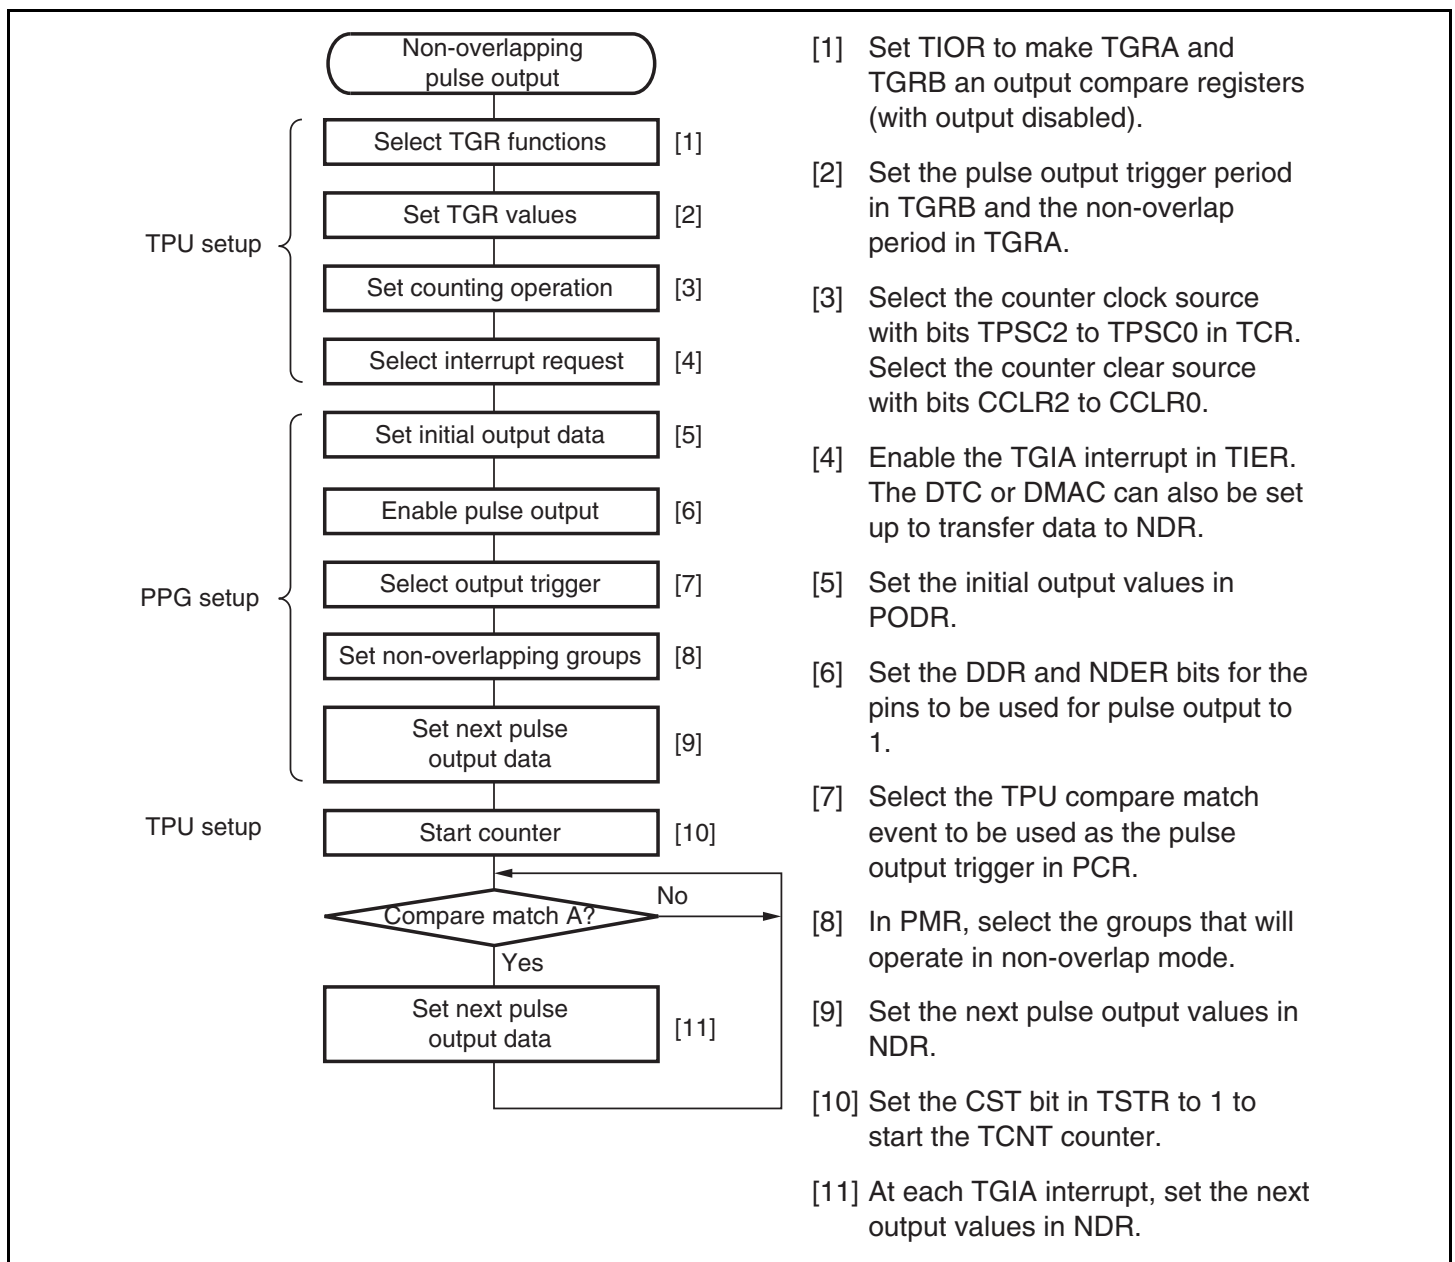 Non-overlapping
pulse output
TPU setup
Select TGR functions [1]
Set TGR values [2]
Set counting operation [3]
Select interrupt request [4]
PPG setup
Set initial output data [5]
Enable pulse output [6]
Select output trigger [7]
Set non-overlapping groups [8]
Set next pulse
output data [9]
TPU setup
Start counter [10]
Compare match A?
No
Yes
Set next pulse
output data [11]
[1] Set TIOR to make TGRA and
TGRB an output compare registers
(with output disabled).
[2] Set the pulse output trigger period
in TGRB and the non-overlap
period in TGRA.
[3] Select the counter clock source
with bits TPSC2 to TPSC0 in TCR.
Select the counter clear source
with bits CCLR2 to CCLR0.
[4] Enable the TGIA interrupt in TIER.
The DTC or DMAC can also be set
up to transfer data to NDR.
[5] Set the initial output values in
PODR.
[6] Set the DDR and NDER bits for the
pins to be used for pulse output to
1.
[7] Select the TPU compare match
event to be used as the pulse
output trigger in PCR.
[8] In PMR, select the groups that will
operate in non-overlap mode.
[9] Set the next pulse output values in
NDR.
[10] Set the CST bit in TSTR to 1 to
start the TCNT counter.
[11] At each TGIA interrupt, set the next
output values in NDR.